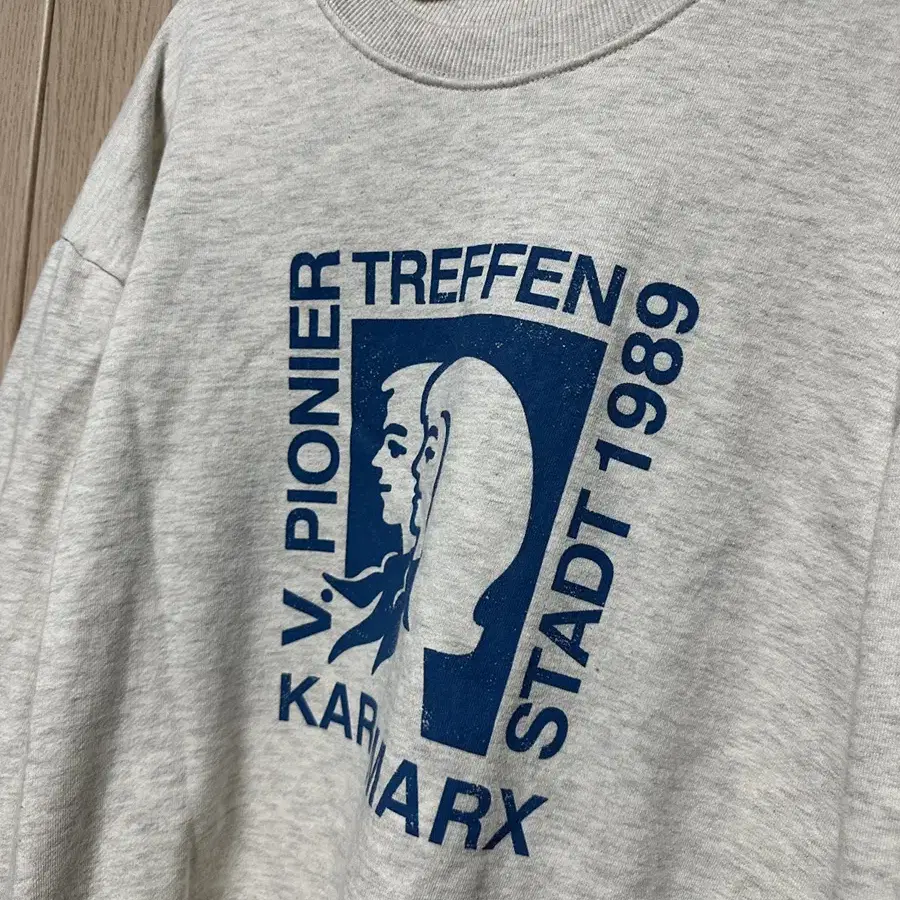 V. PIONIER
TREFFEN
KAR
MARX
STADT 1989